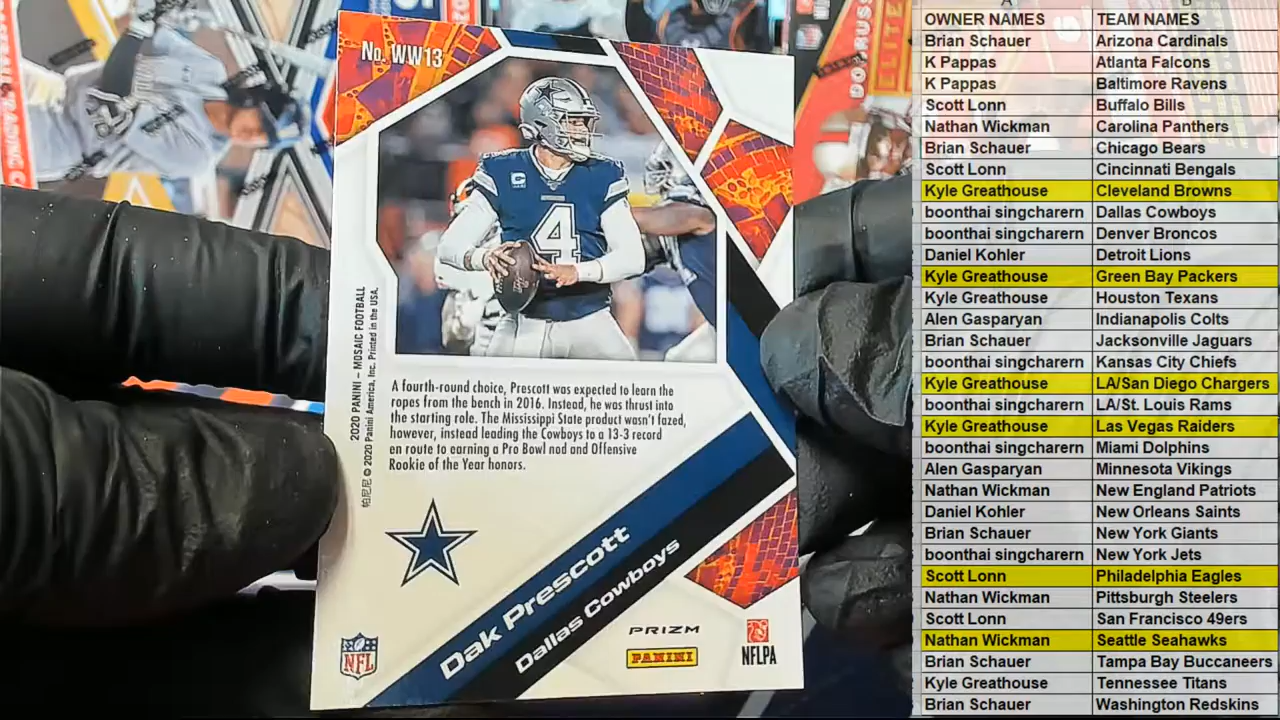 No. WW13
4
C
2020 PANINI – MOSAIC FOOTBALL
帕尼尼 © 2020 Panini America, Inc. Printed in the USA.
A fourth-round choice, Prescott was expected to learn the
ropes from the bench in 2016. Instead, he was thrust into
the starting role. The Mississippi State product wasn't fazed,
however, instead leading the Cowboys to a 13-3 record
en route to earning a Pro Bowl nod and Offensive
Rookie of the Year honors.
Dak Prescott
Dallas Cowboys
NFL
PRIZM
PANINI
NFLPA
ELITE
OWNER NAMES TEAM NAMES
Brian Schauer Arizona Cardinals
K Pappas Atlanta Falcons
K Pappas Baltimore Ravens
Scott Lonn Buffalo Bills
Nathan Wickman Carolina Panthers
Brian Schauer Chicago Bears
Scott Lonn Cincinnati Bengals
Kyle Greathouse Cleveland Browns
boonthai singcharern Dallas Cowboys
boonthai singcharern Denver Broncos
Daniel Kohler Detroit Lions
Kyle Greathouse Green Bay Packers
Kyle Greathouse Houston Texans
Alen Gasparyan Indianapolis Colts
Brian Schauer Jacksonville Jaguars
boonthai singcharern Kansas City Chiefs
Kyle Greathouse LA/San Diego Chargers
boonthai singcharern LA/St. Louis Rams
Kyle Greathouse Las Vegas Raiders
boonthai singcharern Miami Dolphins
Alen Gasparyan Minnesota Vikings
Nathan Wickman New England Patriots
Daniel Kohler New Orleans Saints
Brian Schauer New York Giants
boonthai singcharern New York Jets
Scott Lonn Philadelphia Eagles
Nathan Wickman Pittsburgh Steelers
Scott Lonn San Francisco 49ers
Nathan Wickman Seattle Seahawks
Brian Schauer Tampa Bay Buccaneers
Kyle Greathouse Tennessee Titans
Brian Schauer Washington Redskins